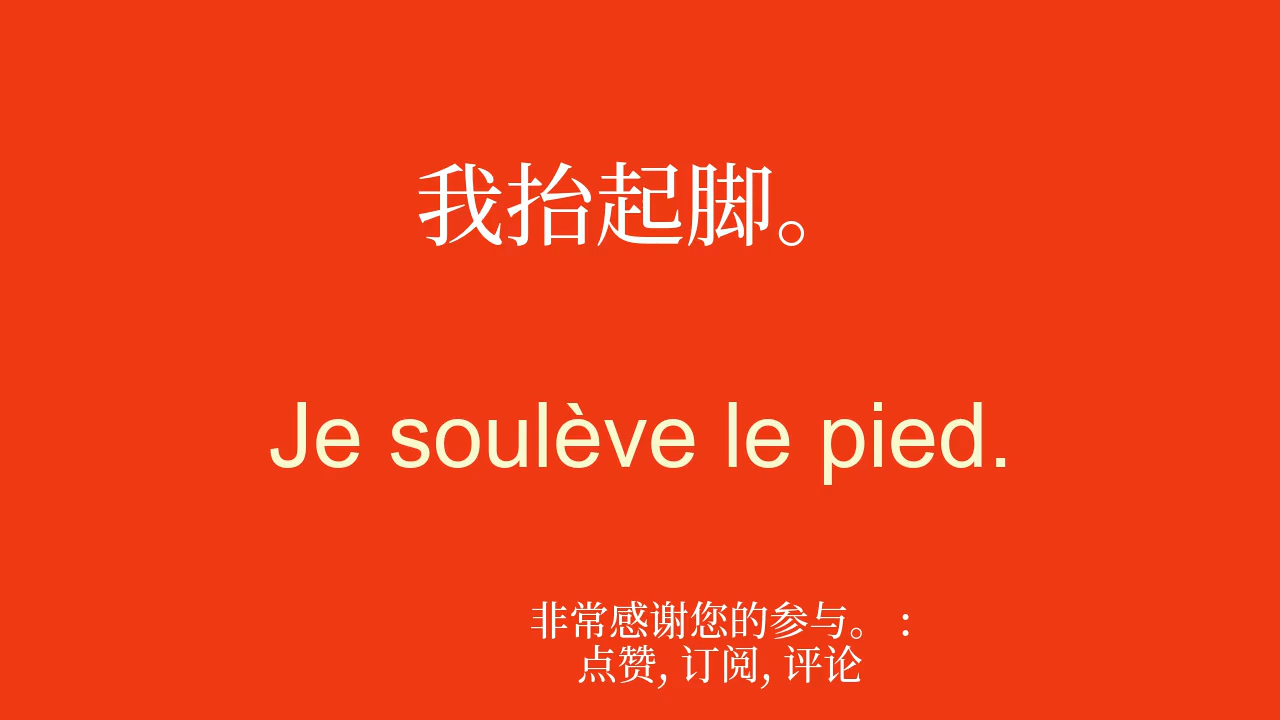 我抬起脚。
Je soulève le pied.
非常感谢您的参与。 :
点赞, 订阅, 评论